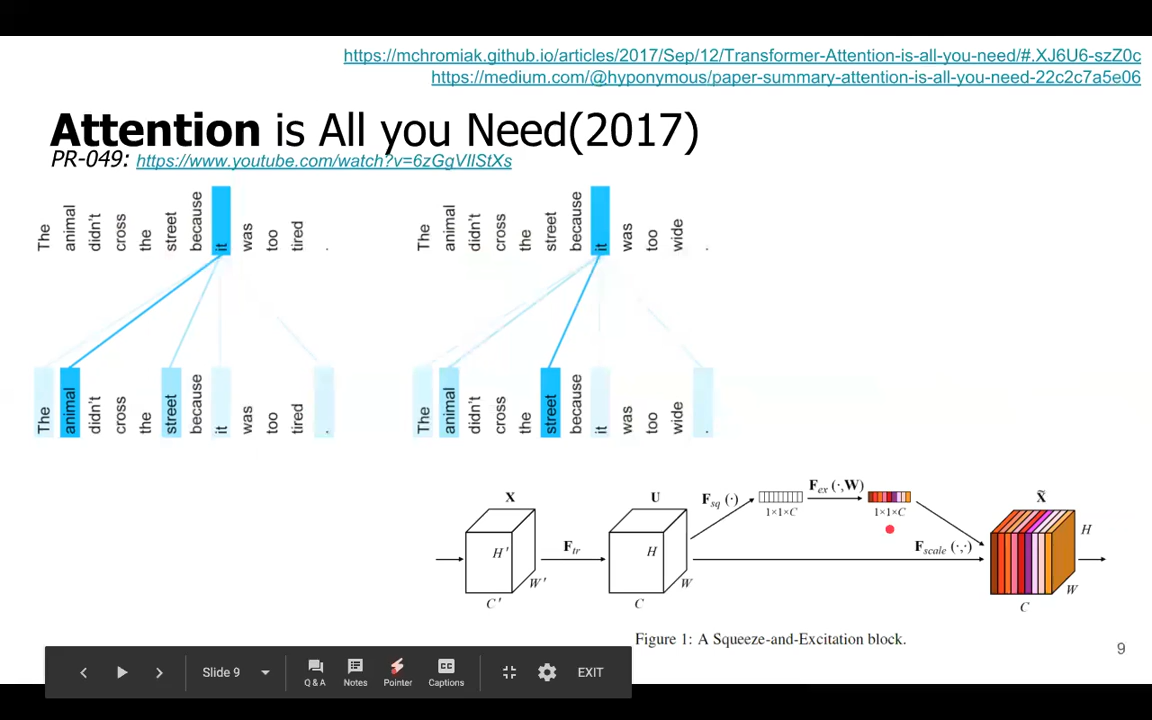 https://mchromiak.github.io/articles/2017/Sep/12/Transformer-Attention-is-all-you-need/#.XJ6U6-szZ0c
https://medium.com/@hyponymous/paper-summary-attention-is-all-you-need-22c2c7a5e06
Attention is All you Need(2017)
PR-049: https://www.youtube.com/watch?v=6zGgVIlStXs
The animal didn't cross the street because it was too tired .
The animal didn't cross the street because it was too wide .
The animal didn't cross the street because it was too tired .
The animal didn't cross the street because it was too wide .
X
H'
W'
C'
F_tr
U
H
W
C
F_sq (·)
1×1×C
F_ex (·,W)
1×1×C
F_scale (·,·)
X̃
H
W
C
Figure 1: A Squeeze-and-Excitation block.
9
Slide 9
Q & A
Notes
Pointer
Captions
EXIT